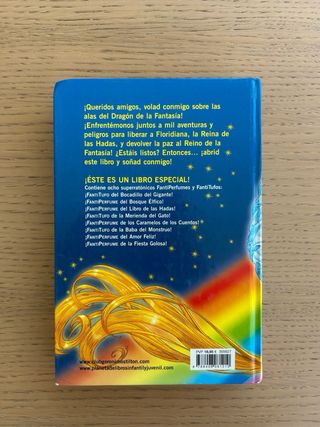 ¡Queridos amigos, volad conmigo sobre las
alas del Dragón de la Fantasía!
¡Enfrentémonos juntos a mil aventuras y
peligros para liberar a Floridiana, la Reina de
las Hadas, y devolver la paz al Reino de la
Fantasía! ¿Estáis listos? Entonces... ¡abrid
este libro y soñad conmigo!
¡ÉSTE ES UN LIBRO ESPECIAL!
Contiene ocho superratónicos FantiPerfumes y FantiTufos:
¡FantiTufo del Bocadillo del Gigante!
¡FantiPerfume del Bosque Élfico!
¡FantiPerfume del Libro de las Hadas!
¡FantiTufo de la Merienda del Gato!
¡FantiPerfume de los Caramelos de los Cuentos!
¡FantiTufo de la Baba del Monstruo!
¡FantiPerfume del Amor Feliz!
¡FantiPerfume de la Fiesta Golosa!
www.clubgeronimostilton.com
www.planetadelibrosinfantilyjuvenil.com
PVP